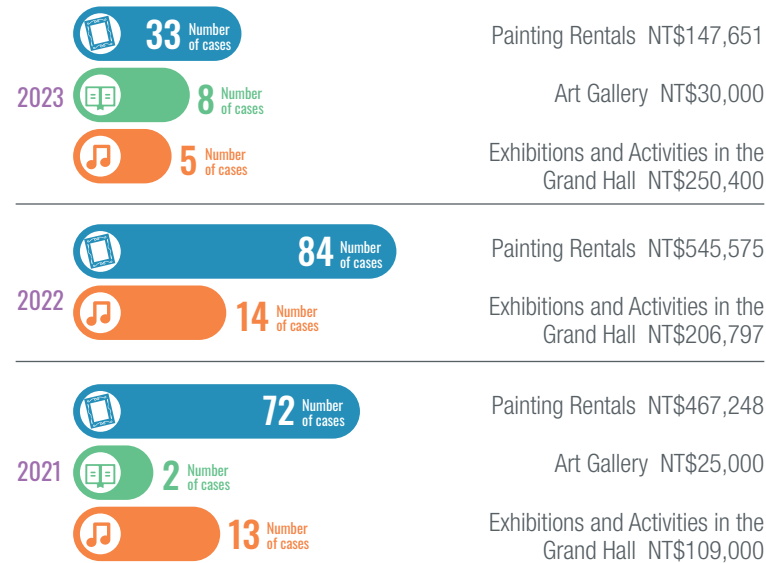 33 Number
of cases
Painting Rentals NT$147,651
2023
8 Number
of cases
Art Gallery NT$30,000
5 Number
of cases
Exhibitions and Activities in the
Grand Hall NT$250,400
84 Number
of cases
Painting Rentals NT$545,575
2022
14 Number
of cases
Exhibitions and Activities in the
Grand Hall NT$206,797
72 Number
of cases
Painting Rentals NT$467,248
2021
2 Number
of cases
Art Gallery NT$25,000
13 Number
of cases
Exhibitions and Activities in the
Grand Hall NT$109,000